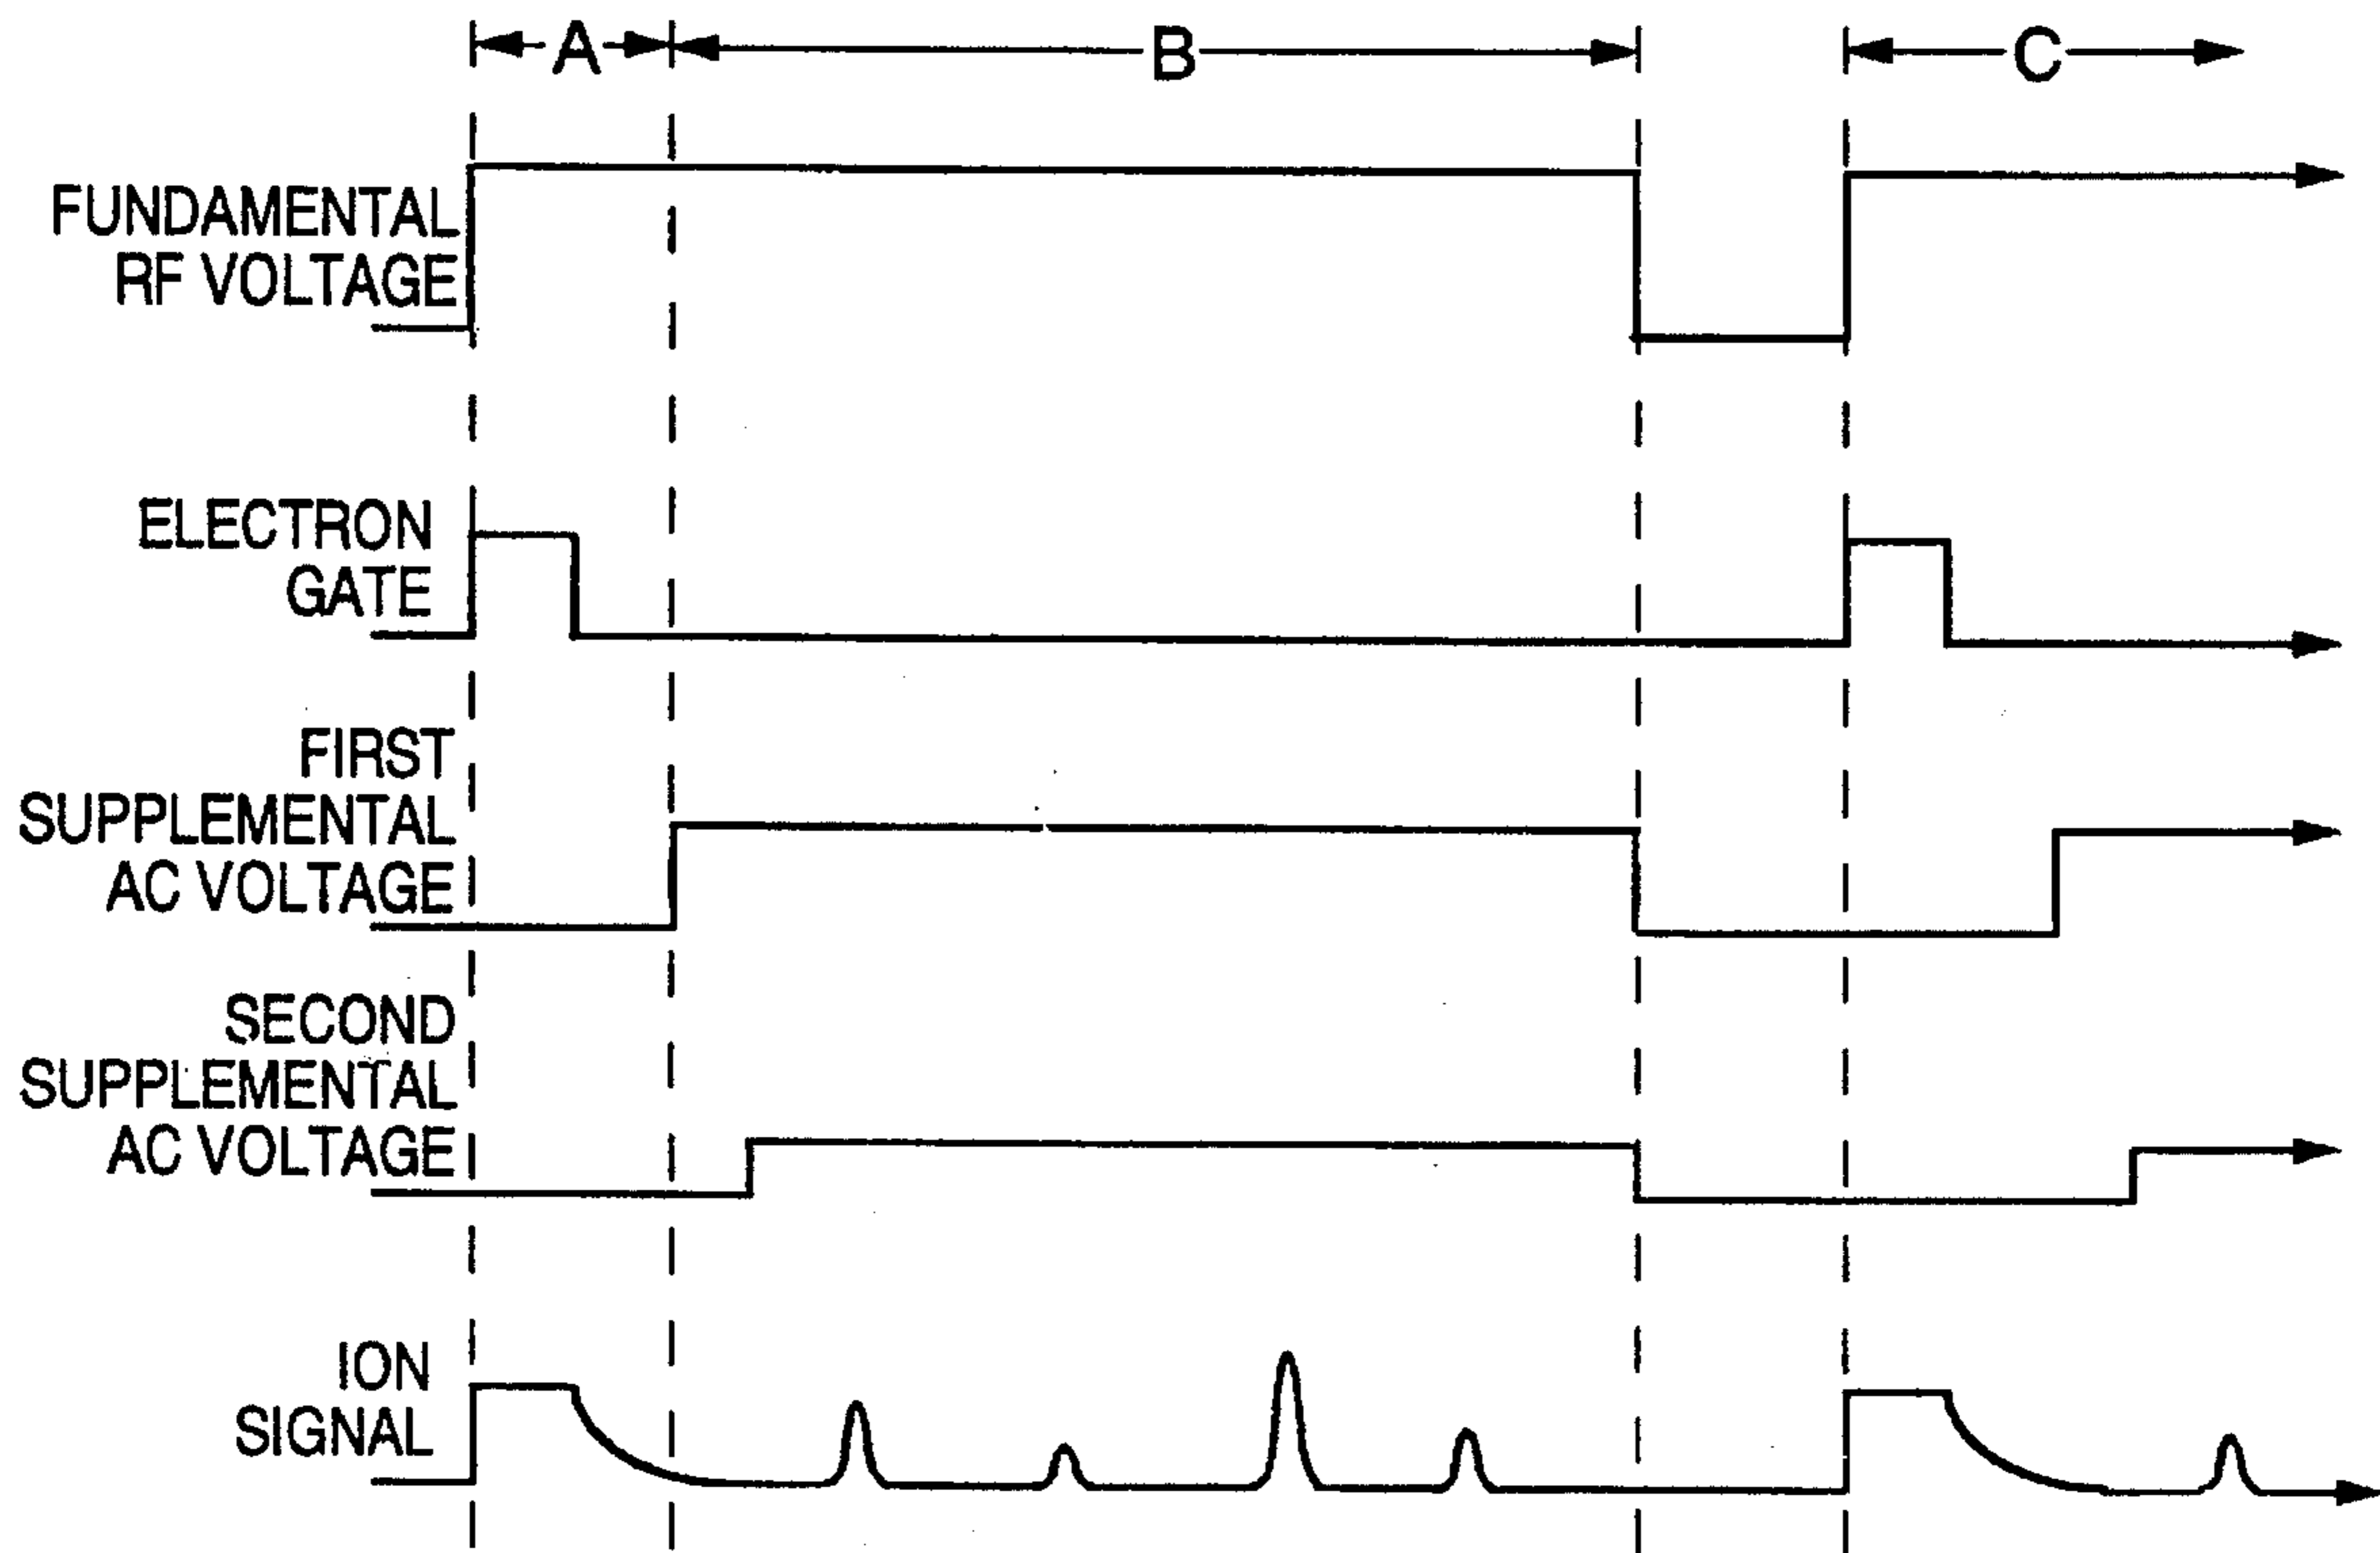 A
B
C
FUNDAMENTAL
RF VOLTAGE
ELECTRON
GATE
FIRST
SUPPLEMENTAL
AC VOLTAGE
SECOND
SUPPLEMENTAL
AC VOLTAGE
ION
SIGNAL